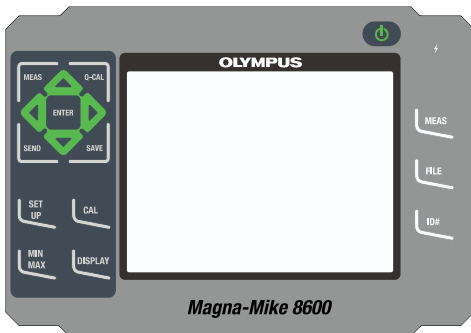 OLYMPUS
MEAS
Q-CAL
ENTER
SEND
SAVE
SET
UP
CAL
MIN
MAX
DISPLAY
MEAS
FILE
ID#
Magna-Mike 8600